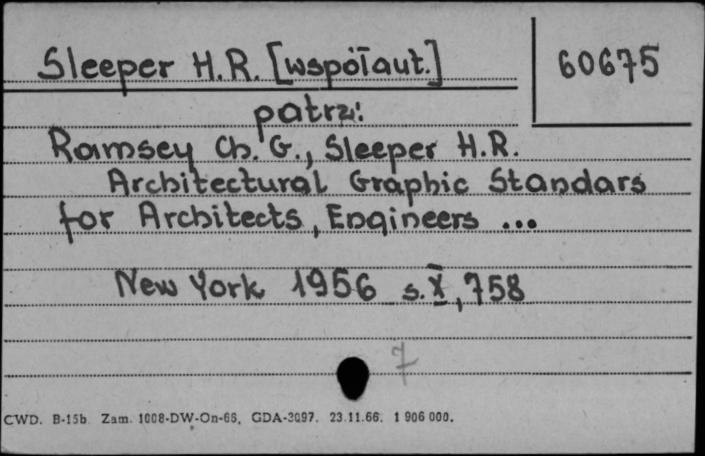 Sleeper H.R. [współaut.]
60675
patrz:
Ramsey Ch. G., Sleeper H.R.
Architectural Graphic Standars
for Architects, Engineers ...
New York 1956 s. X, 758
7
CWD. B-15b Zam. 1008-DW-On-66, GDA-3097. 23.11.66. 1 906 000.